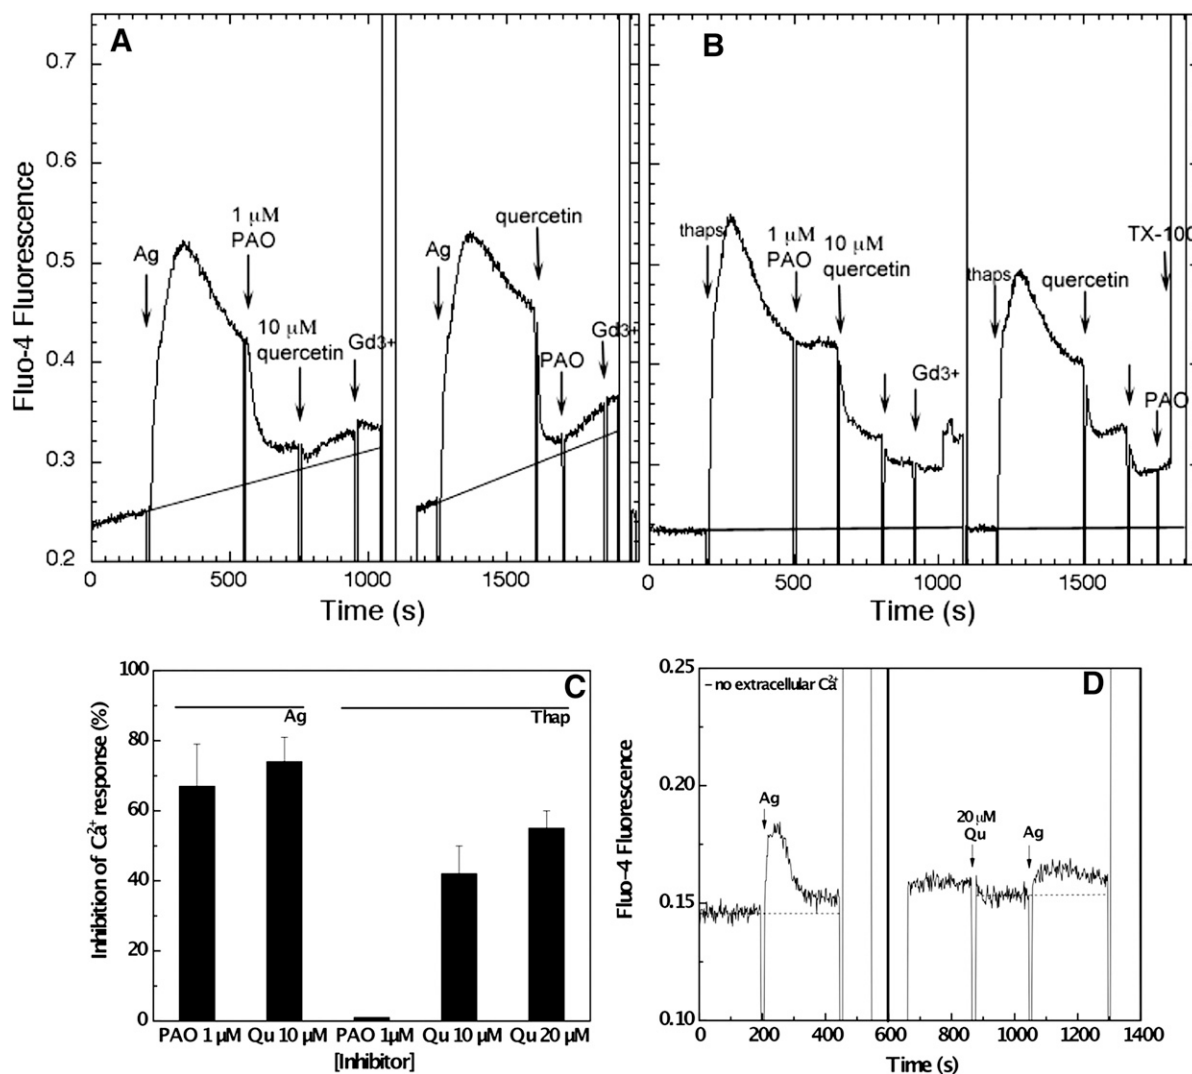 A
0.7
0.6
0.5
0.4
0.3
0.2
Fluo-4 Fluorescence
Ag
1 µM
PAO
10 µM
quercetin
Gd3+
Ag
quercetin
PAO
Gd3+
0
500
1000
1500
Time (s)
B
thaps
1 µM
PAO
10 µM
quercetin
Gd3+
thaps
quercetin
TX-100
PAO
0
500
1000
1500
Time (s)
C
100
80
60
40
20
0
Inhibition of Ca2+ response (%)
Ag
Thap
PAO 1 µM
Qu 10 µM
PAO 1µM
Qu 10 µM
Qu 20 µM
[Inhibitor]
D
– no extracellular Ca2+
0.25
0.20
0.15
0.10
Fluo-4 Fluorescence
Ag
20 µM
Qu
Ag
0
200
400
600
800
1000
1200
1400
Time (s)